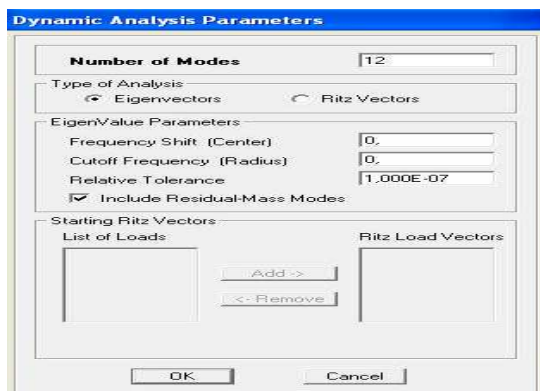 Dynamic Analysis Parameters
Number of Modes 12
Type of Analysis
Eigenvectors Ritz Vectors
EigenValue Parameters
Frequency Shift (Center) 0,
Cutoff Frequency (Radius) 0,
Relative Tolerance 1,000E-07
Include Residual-Mass Modes
Starting Ritz Vectors
List of Loads Ritz Load Vectors
Add ->
<- Remove
OK Cancel